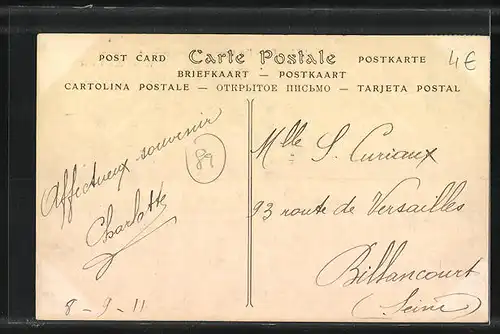 POST CARD Carte Postale POSTKARTE
BRIEFKAART — POSTKAART
CARTOLINA POSTALE — ОТКРЫТОЕ ПИСЬМО — TARJETA POSTAL
4€
89
Affectueux souvenir
Charlotte
8-9-11
Mlle S. Curiaux
93 route de Versailles
Billancourt
(Seine)